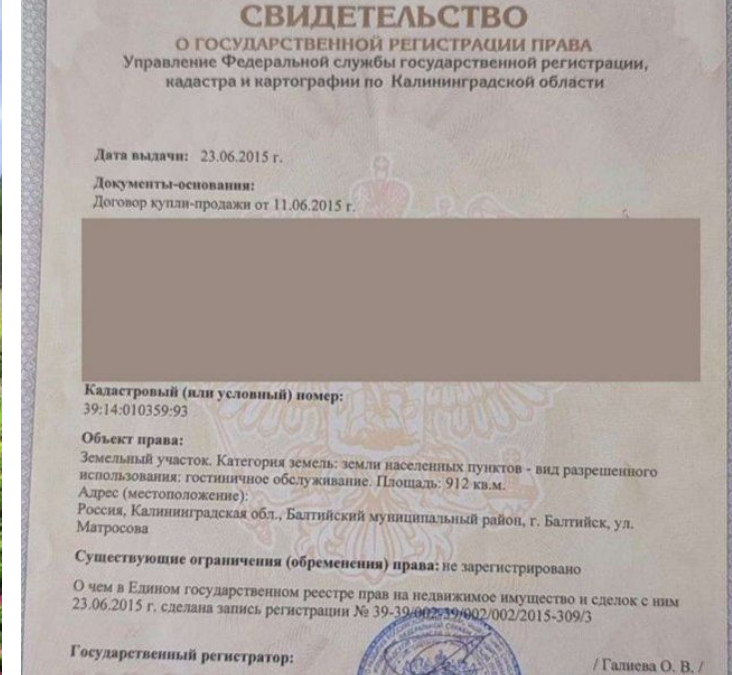 СВИДЕТЕЛЬСТВО
О ГОСУДАРСТВЕННОЙ РЕГИСТРАЦИИ ПРАВА
Управление Федеральной службы государственной регистрации,
кадастра и картографии по Калининградской области
Дата выдачи: 23.06.2015 г.
Документы-основания:
Договор купли-продажи от 11.06.2015 г.
Кадастровый (или условный) номер:
39:14:010359:93
Объект права:
Земельный участок. Категория земель: земли населенных пунктов - вид разрешенного
использования: гостиничное обслуживание. Площадь: 912 кв.м.
Адрес (местоположение):
Россия, Калининградская обл., Балтийский муниципальный район, г. Балтийск, ул.
Матросова
Существующие ограничения (обременения) права: не зарегистрировано
О чем в Едином государственном реестре прав на недвижимое имущество и сделок с ним
23.06.2015 г. сделана запись регистрации № 39-39/002-39/002/002/2015-309/3
Государственный регистратор:
/ Галиева О. В. /